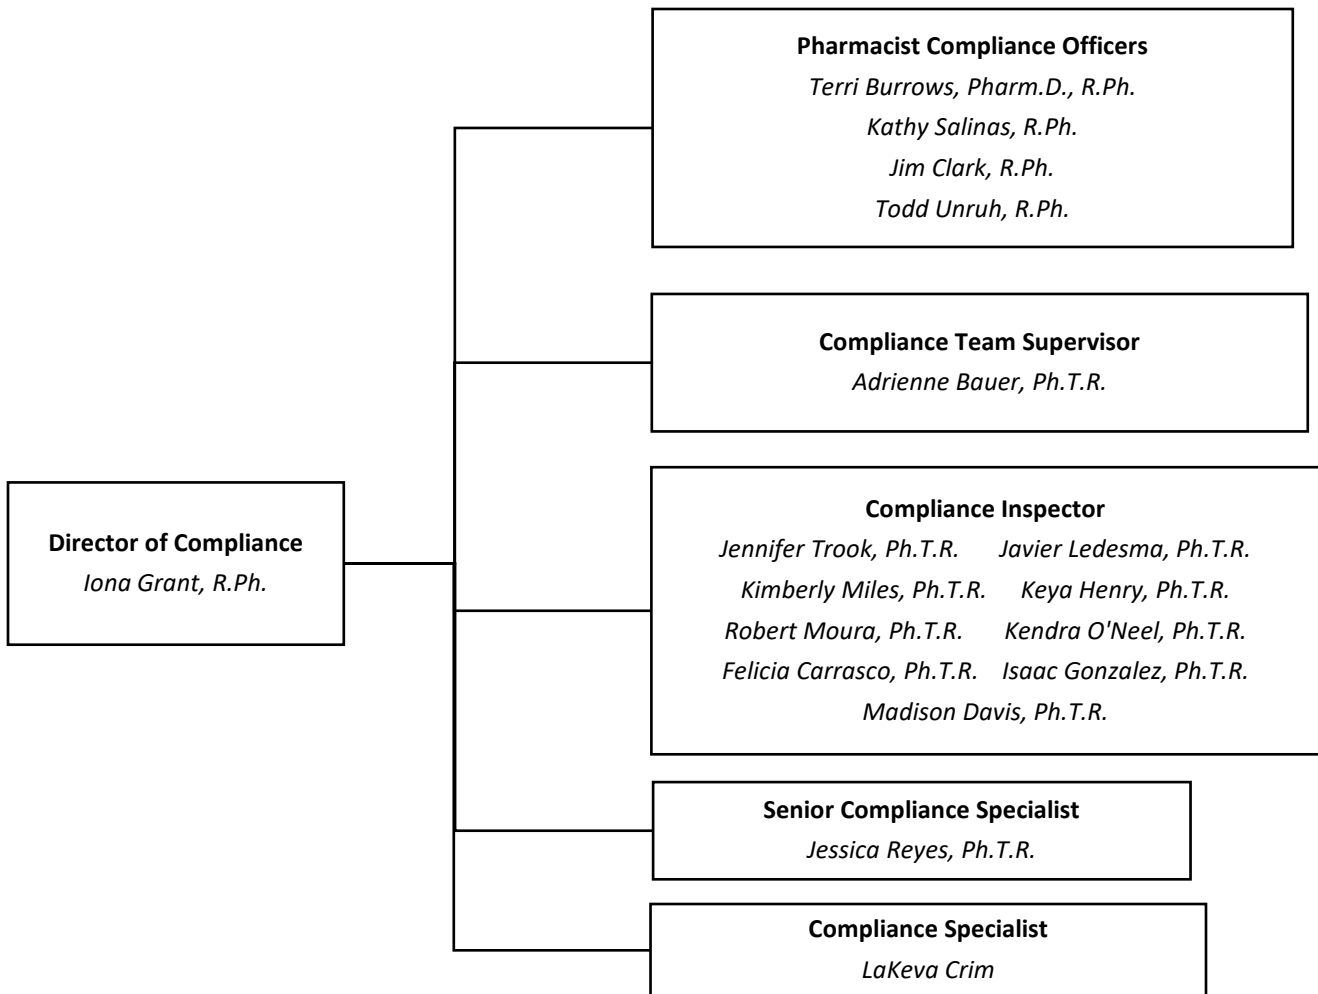 Pharmacist Compliance Officers
Terri Burrows, Pharm.D., R.Ph.
Kathy Salinas, R.Ph.
Jim Clark, R.Ph.
Todd Unruh, R.Ph.
Compliance Team Supervisor
Adrienne Bauer, Ph.T.R.
Director of Compliance
Iona Grant, R.Ph.
Compliance Inspector
Jennifer Trook, Ph.T.R. Javier Ledesma, Ph.T.R.
Kimberly Miles, Ph.T.R. Keya Henry, Ph.T.R.
Robert Moura, Ph.T.R. Kendra O'Neel, Ph.T.R.
Felicia Carrasco, Ph.T.R. Isaac Gonzalez, Ph.T.R.
Madison Davis, Ph.T.R.
Senior Compliance Specialist
Jessica Reyes, Ph.T.R.
Compliance Specialist
LaKeva Crim